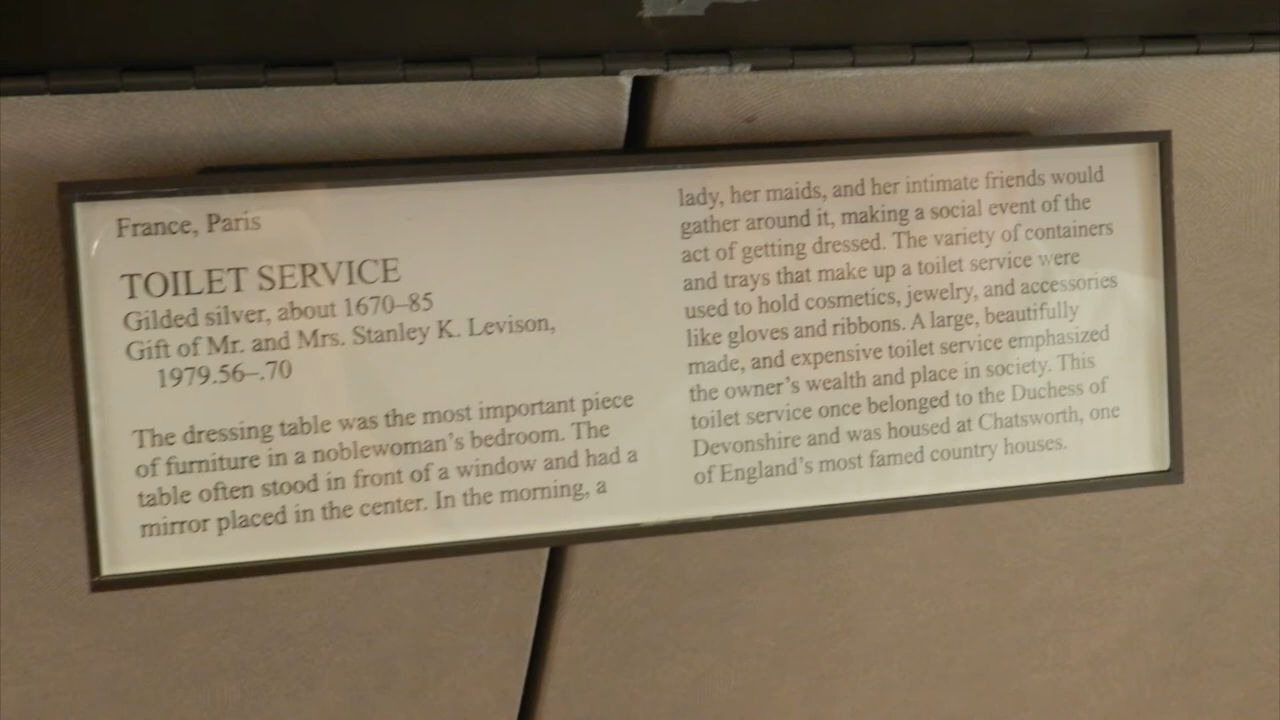 France, Paris
TOILET SERVICE
Gilded silver, about 1670–85
Gift of Mr. and Mrs. Stanley K. Levison,
1979.56–.70
The dressing table was the most important piece
of furniture in a noblewoman's bedroom. The
table often stood in front of a window and had a
mirror placed in the center. In the morning, a
lady, her maids, and her intimate friends would
gather around it, making a social event of the
act of getting dressed. The variety of containers
and trays that make up a toilet service were
used to hold cosmetics, jewelry, and accessories
like gloves and ribbons. A large, beautifully
made, and expensive toilet service emphasized
the owner's wealth and place in society. This
toilet service once belonged to the Duchess of
Devonshire and was housed at Chatsworth, one
of England's most famed country houses.